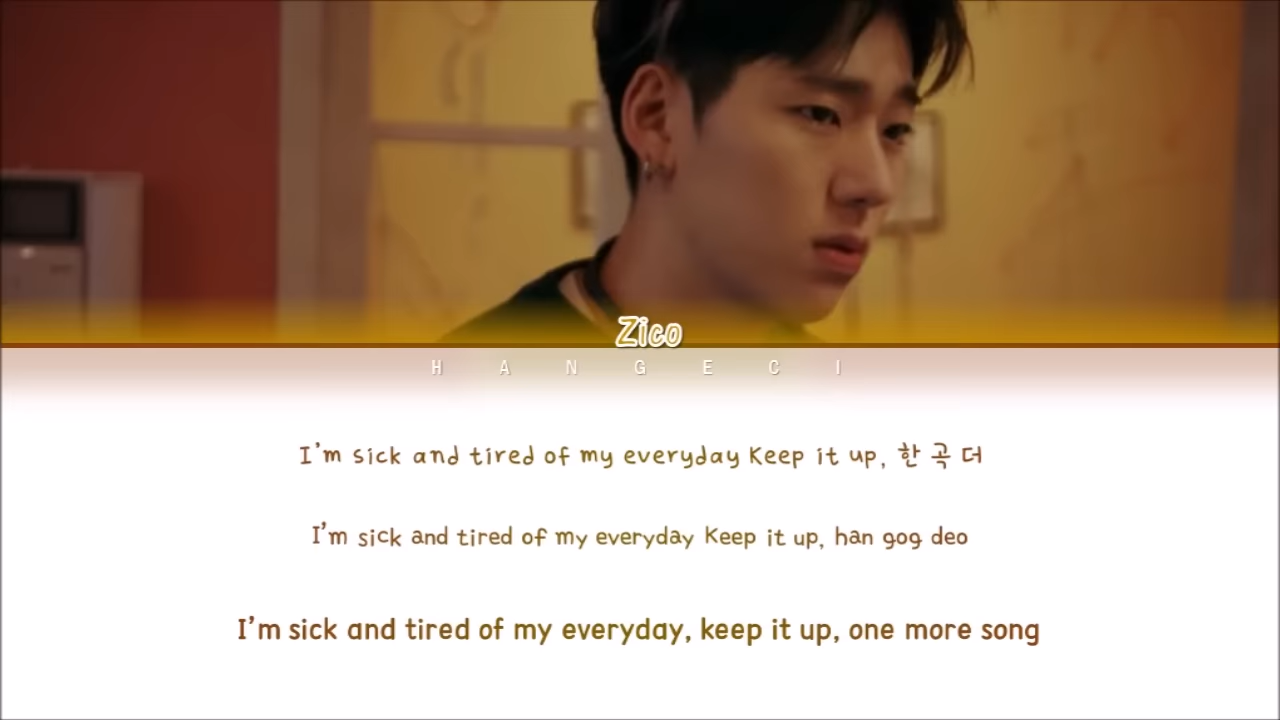 Zico
HANGECI
I'm sick and tired of my everyday Keep it up, 한 곡 더
I'm sick and tired of my everyday Keep it up, han gog deo
I'm sick and tired of my everyday, keep it up, one more song